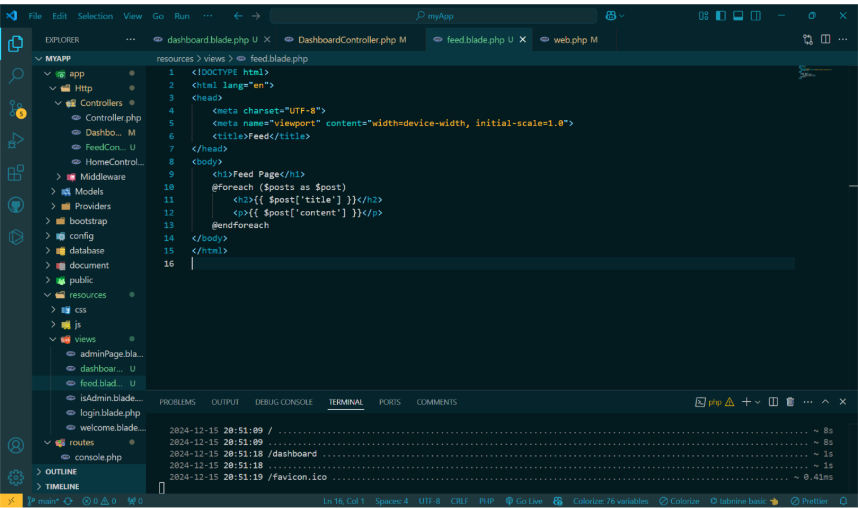 File Edit Selection View Go Run ... myApp
EXPLORER ...
dashboard.blade.php U
DashboardController.php M
feed.blade.php U
web.php M
MYAPP
app
Http
Controllers
Controller.php
Dashbo... M
FeedCon... U
HomeControl...
Middleware
Models
Providers
bootstrap
config
database
document
public
resources
css
js
views
adminPage.bla...
dashboar... U
feed.blad... U
isAdmin.blade....
login.blade.php
welcome.blade....
routes
console.php
OUTLINE
TIMELINE
resources > views > feed.blade.php
1 <!DOCTYPE html>
2 <html lang="en">
3 <head>
4 <meta charset="UTF-8">
5 <meta name="viewport" content="width=device-width, initial-scale=1.0">
6 <title>Feed</title>
7 </head>
8 <body>
9 <h1>Feed Page</h1>
10 @foreach ($posts as $post)
11 <h2>{{ $post['title'] }}</h2>
12 <p>{{ $post['content'] }}</p>
13 @endforeach
14 </body>
15 </html>
16
PROBLEMS OUTPUT DEBUG CONSOLE TERMINAL PORTS COMMENTS php
2024-12-15 20:51:09 / ........ ~ 8s
2024-12-15 20:51:09 ........ ~ 8s
2024-12-15 20:51:18 /dashboard ........ ~ 1s
2024-12-15 20:51:18 ........ ~ 1s
2024-12-15 20:51:19 /favicon.ico ........ ~ 0.41ms
main* 0 0 0 Ln 16, Col 1 Spaces: 4 UTF-8 CRLF PHP Go Live Colorize: 76 variables Colorize tabnine basic Prettier